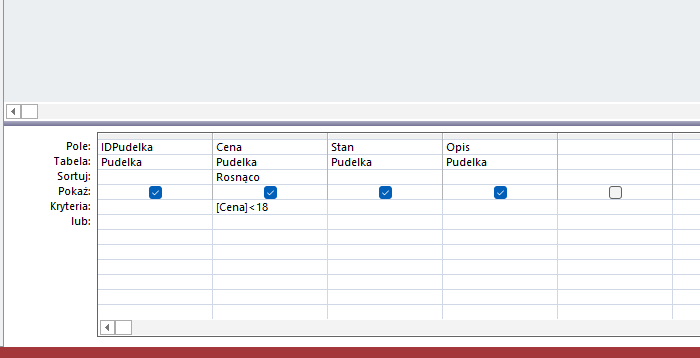 Pole: IDPudelka Cena Stan Opis
Tabela: Pudelka Pudelka Pudelka Pudelka
Sortuj: Rosnąco
Pokaż:
Kryteria: [Cena]<18
lub: